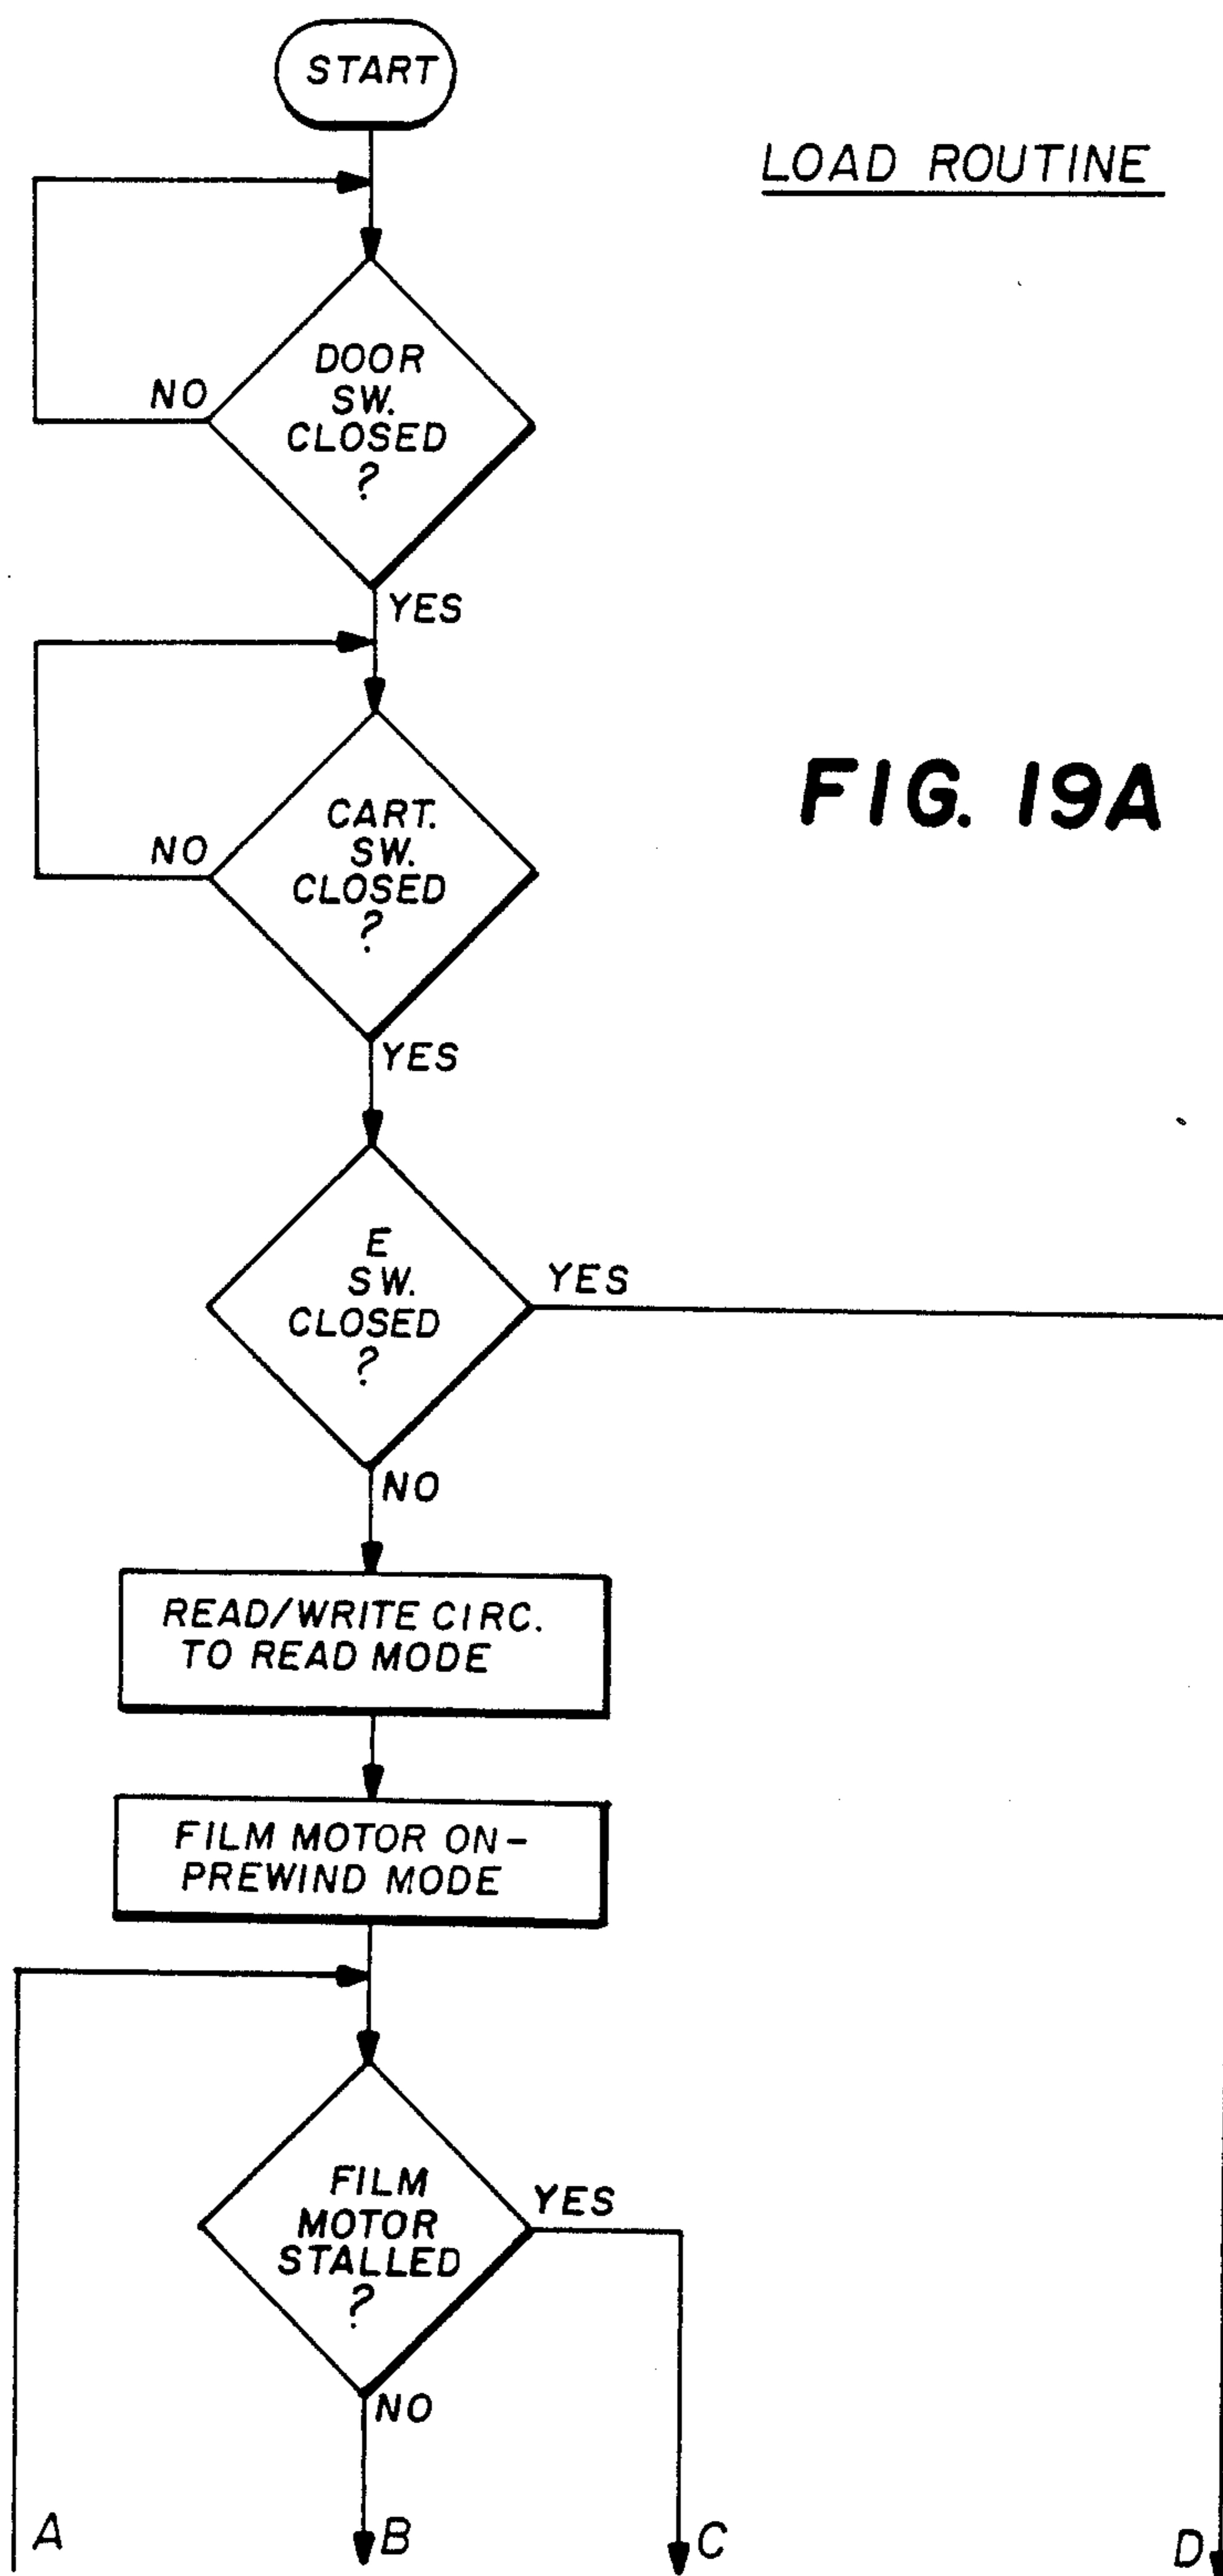 START
LOAD ROUTINE
DOOR
SW.
CLOSED
?
NO
YES
FIG. 19A
CART.
SW.
CLOSED
?
NO
YES
E
SW.
CLOSED
?
YES
NO
READ/WRITE CIRC.
TO READ MODE
FILM MOTOR ON-
PREWIND MODE
FILM
MOTOR
STALLED
?
YES
NO
A
B
C
D